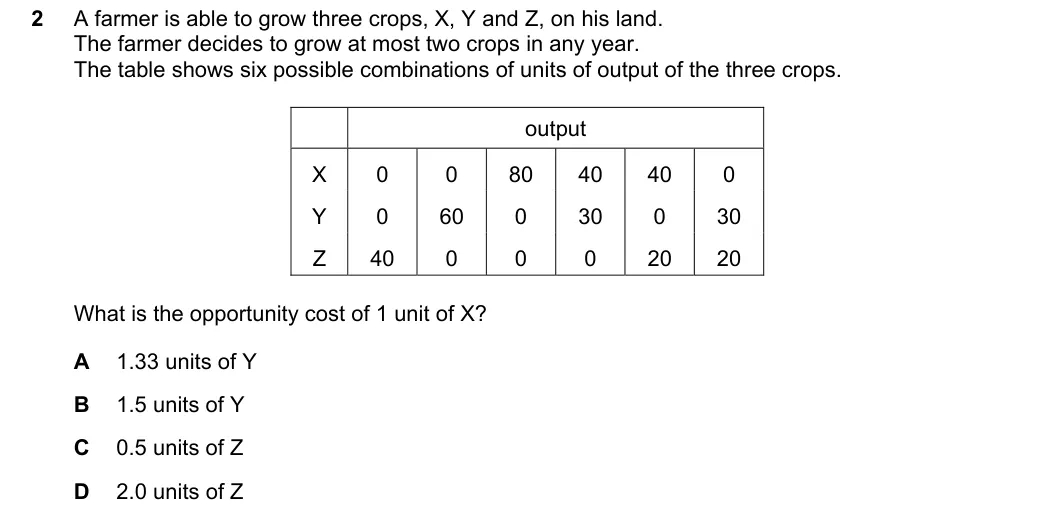 2 A farmer is able to grow three crops, X, Y and Z, on his land.
The farmer decides to grow at most two crops in any year.
The table shows six possible combinations of units of output of the three crops.
output
X 0 0 80 40 40 0
Y 0 60 0 30 0 30
Z 40 0 0 0 20 20
What is the opportunity cost of 1 unit of X?
A 1.33 units of Y
B 1.5 units of Y
C 0.5 units of Z
D 2.0 units of Z